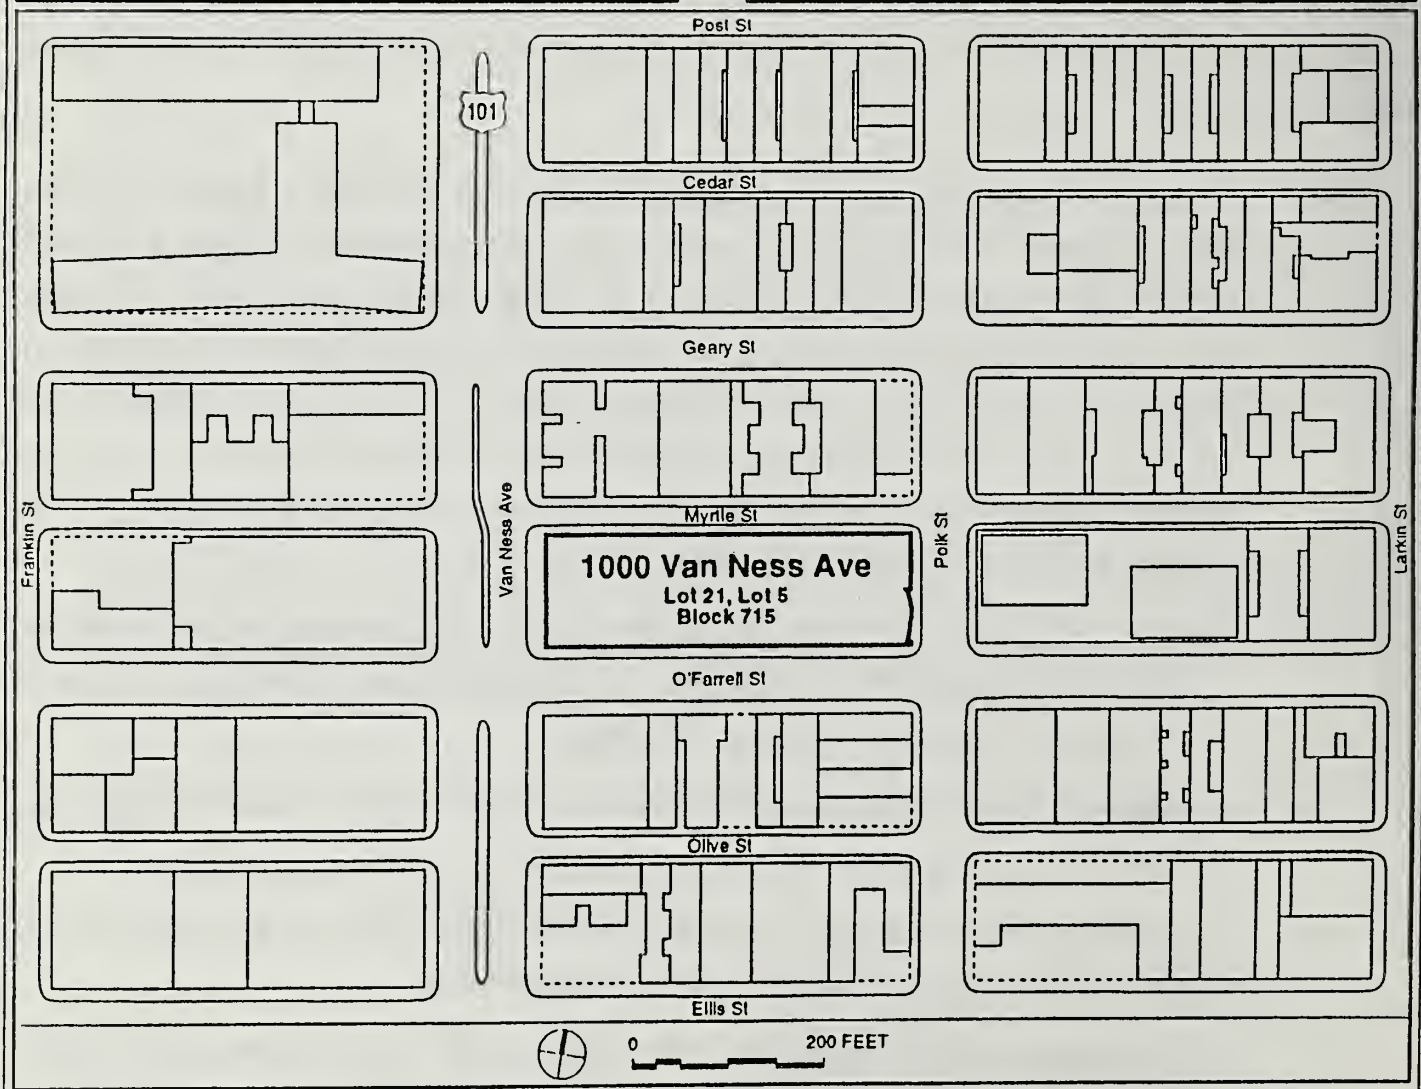 Post St
101
Cedar St
Geary St
Franklin St
Van Ness Ave
Myrtle St
Polk St
Larkin St
1000 Van Ness Ave
Lot 21, Lot 5
Block 715
O'Farrell St
Olive St
Ellis St
0 200 FEET